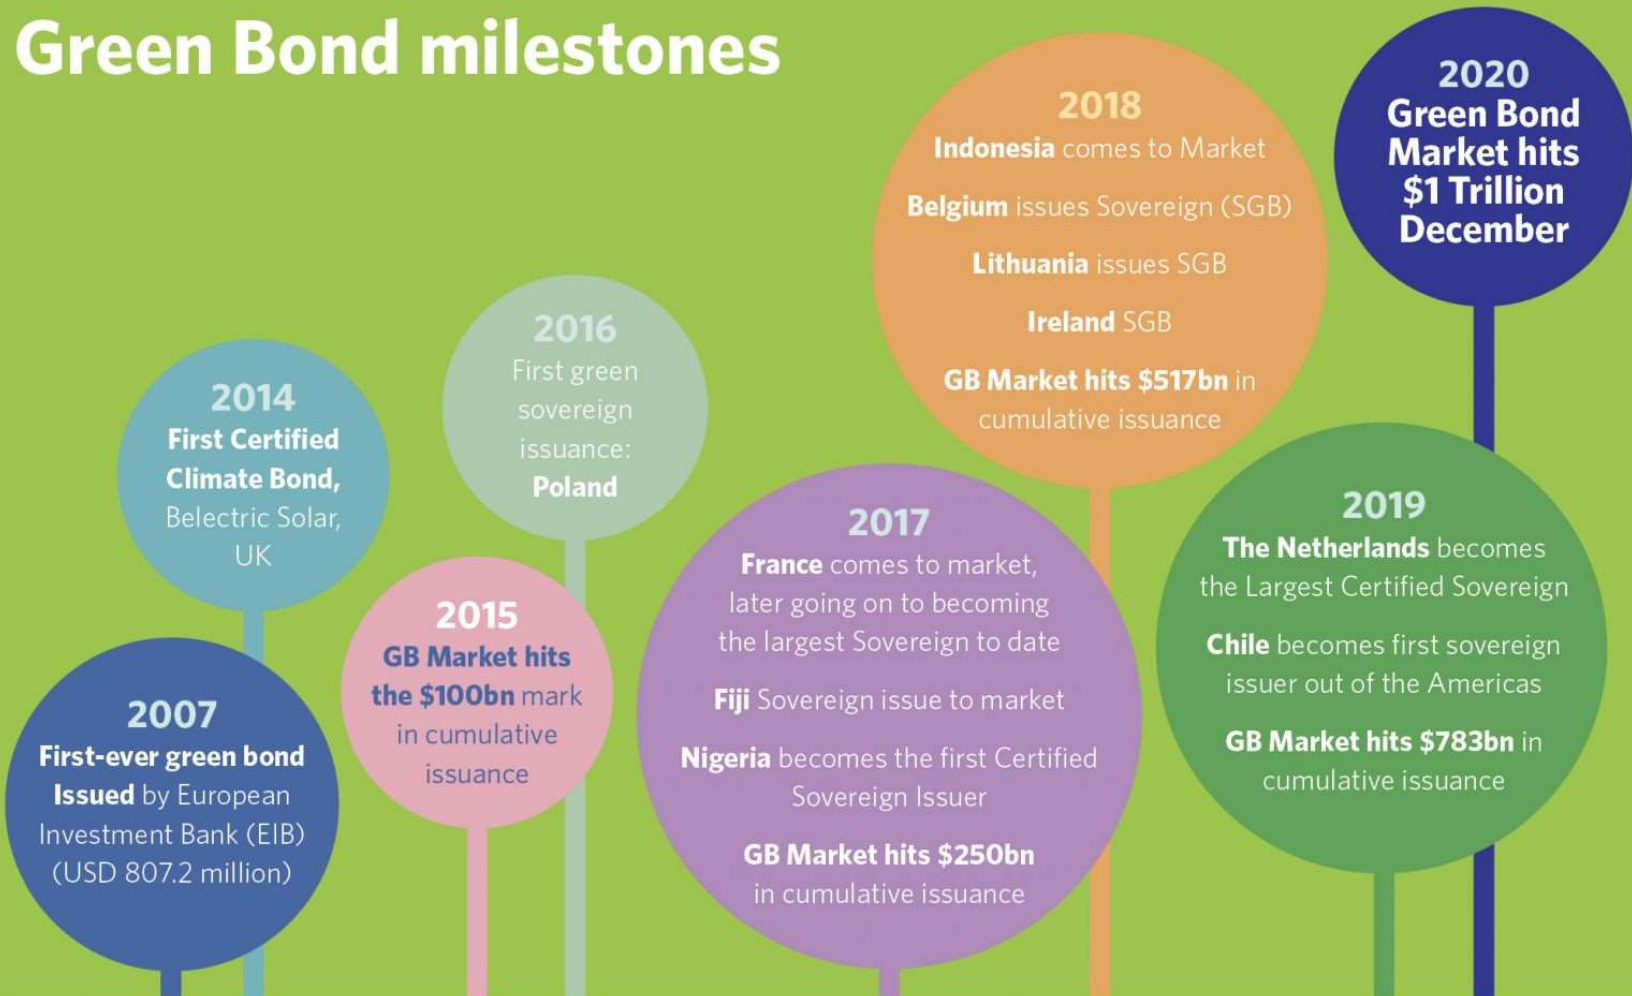 Green Bond milestones
2007
First-ever green bond
Issued by European
Investment Bank (EIB)
(USD 807.2 million)
2014
First Certified
Climate Bond,
Belectric Solar,
UK
2015
GB Market hits
the $100bn mark
in cumulative
issuance
2016
First green
sovereign
issuance:
Poland
2017
France comes to market,
later going on to becoming
the largest Sovereign to date
Fiji Sovereign issue to market
Nigeria becomes the first Certified
Sovereign Issuer
GB Market hits $250bn
in cumulative issuance
2018
Indonesia comes to Market
Belgium issues Sovereign (SGB)
Lithuania issues SGB
Ireland SGB
GB Market hits $517bn in
cumulative issuance
2019
The Netherlands becomes
the Largest Certified Sovereign
Chile becomes first sovereign
issuer out of the Americas
GB Market hits $783bn in
cumulative issuance
2020
Green Bond
Market hits
$1 Trillion
December